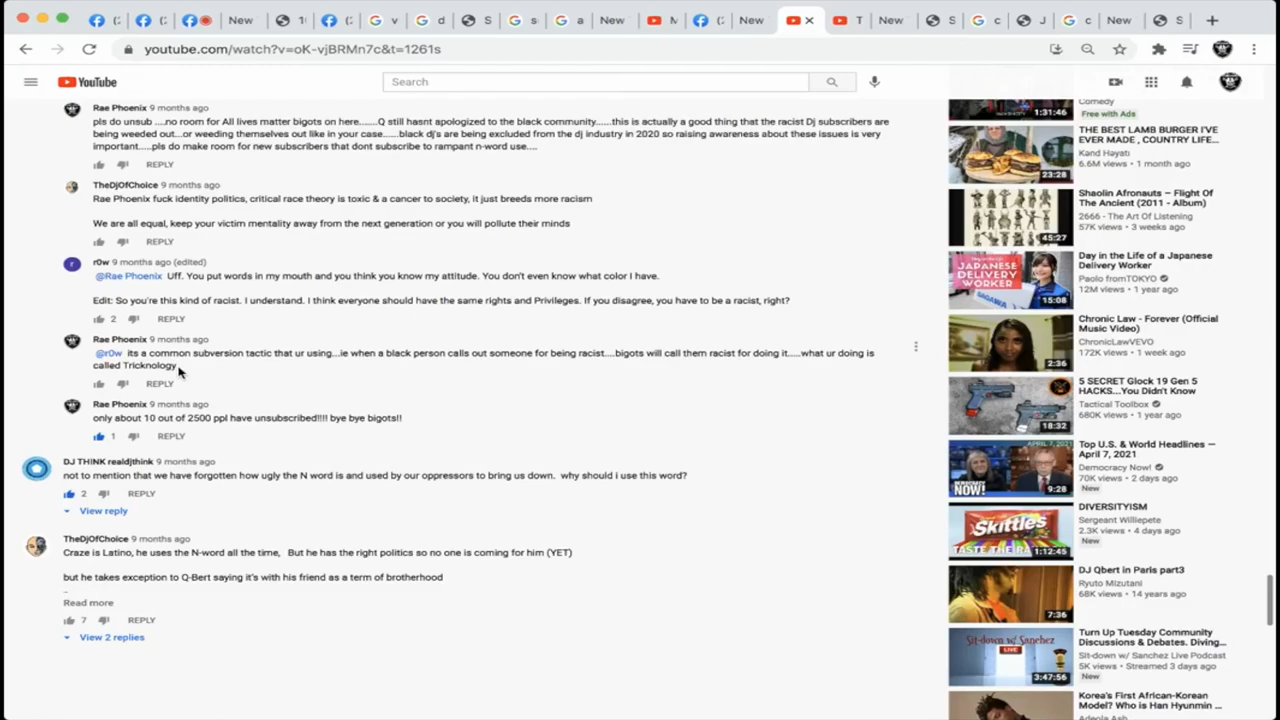 New
New
New
New
New
youtube.com/watch?v=oK-vjBRMn7c&t=1261s
YouTube
Search
Rae Phoenix 9 months ago
pls do unsub ....no room for All lives matter bigots on here.......Q still hasnt apologized to the black community......this is actually a good thing that the racist Dj subscribers are
being weeded out...or weeding themselves out like in your case......black dj's are being excluded from the dj industry in 2020 so raising awareness about these issues is very
important.....pls do make room for new subscribers that dont subscribe to rampant n-word use....
REPLY
TheDjOfChoice 9 months ago
Rae Phoenix fuck identity politics, critical race theory is toxic & a cancer to society, it just breeds more racism
We are all equal, keep your victim mentality away from the next generation or you will pollute their minds
REPLY
r
r0w 9 months ago (edited)
@Rae Phoenix Uff. You put words in my mouth and you think you know my attitude. You don't even know what color I have.
Edit: So you're this kind of racist. I understand. I think everyone should have the same rights and Privileges. If you disagree, you have to be a racist, right?
2 REPLY
Rae Phoenix 9 months ago
@r0w its a common subversion tactic that ur using....ie when a black person calls out someone for being racist....bigots will call them racist for doing it.....what ur doing is
called Tricknology
REPLY
Rae Phoenix 9 months ago
only about 10 out of 2500 ppl have unsubscribed!!!! bye bye bigots!!
1 REPLY
DJ THINK realdjthink 9 months ago
not to mention that we have forgotten how ugly the N word is and used by our oppressors to bring us down. why should i use this word?
2 REPLY
View reply
TheDjOfChoice 9 months ago
Craze is Latino, he uses the N-word all the time, But he has the right politics so no one is coming for him (YET)
but he takes exception to Q-Bert saying it's with his friend as a term of brotherhood
..
Read more
7 REPLY
View 2 replies
1:31:46
Comedy
Free with Ads
23:28
THE BEST LAMB BURGER I'VE
EVER MADE , COUNTRY LIFE...
Kənd Həyatı
6.6M views • 1 month ago
45:27
Shaolin Afronauts – Flight Of
The Ancient (2011 - Album)
2666 - The Art Of Listening
57K views • 3 weeks ago
JAPANESE
DELIVERY
WORKER
15:08
Day in the Life of a Japanese
Delivery Worker
Paolo fromTOKYO
12M views • 1 year ago
2:36
Chronic Law - Forever (Official
Music Video)
ChronicLawVEVO
172K views • 1 week ago
18:32
5 SECRET Glock 19 Gen 5
HACKS...You Didn't Know
Tactical Toolbox
680K views • 1 year ago
APRIL 7, 2021
DEMOCRACY
NOW!
9:28
Top U.S. & World Headlines —
April 7, 2021
Democracy Now!
70K views • 2 days ago
New
Skittles
TASTE THE RA
1:12:45
DIVERSITYISM
Sergeant Williepete
2.3K views • 4 days ago
New
7:36
DJ Qbert in Paris part3
Ryuto Mizutani
68K views • 14 years ago
Sit-down w/ Sanchez
LIVE
3:47:56
Turn Up Tuesday Community
Discussions & Debates. Diving...
Sit-down w/ Sanchez Live Podcast
5K views • Streamed 3 days ago
New
Korea's First African-Korean
Model? Who is Han Hyunmin ...
Adeola Ash